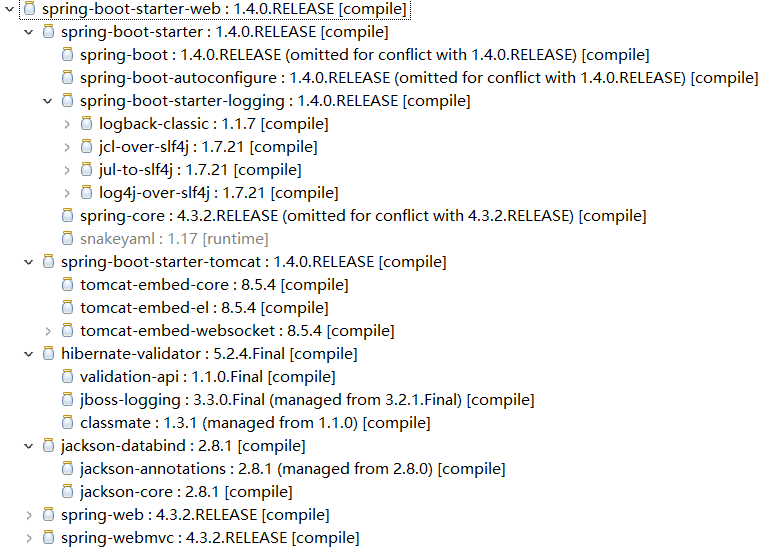 spring-boot-starter-web : 1.4.0.RELEASE [compile]
spring-boot-starter : 1.4.0.RELEASE [compile]
spring-boot : 1.4.0.RELEASE (omitted for conflict with 1.4.0.RELEASE) [compile]
spring-boot-autoconfigure : 1.4.0.RELEASE (omitted for conflict with 1.4.0.RELEASE) [compile]
spring-boot-starter-logging : 1.4.0.RELEASE [compile]
logback-classic : 1.1.7 [compile]
jcl-over-slf4j : 1.7.21 [compile]
jul-to-slf4j : 1.7.21 [compile]
log4j-over-slf4j : 1.7.21 [compile]
spring-core : 4.3.2.RELEASE (omitted for conflict with 4.3.2.RELEASE) [compile]
snakeyaml : 1.17 [runtime]
spring-boot-starter-tomcat : 1.4.0.RELEASE [compile]
tomcat-embed-core : 8.5.4 [compile]
tomcat-embed-el : 8.5.4 [compile]
tomcat-embed-websocket : 8.5.4 [compile]
hibernate-validator : 5.2.4.Final [compile]
validation-api : 1.1.0.Final [compile]
jboss-logging : 3.3.0.Final (managed from 3.2.1.Final) [compile]
classmate : 1.3.1 (managed from 1.1.0) [compile]
jackson-databind : 2.8.1 [compile]
jackson-annotations : 2.8.1 (managed from 2.8.0) [compile]
jackson-core : 2.8.1 [compile]
spring-web : 4.3.2.RELEASE [compile]
spring-webmvc : 4.3.2.RELEASE [compile]